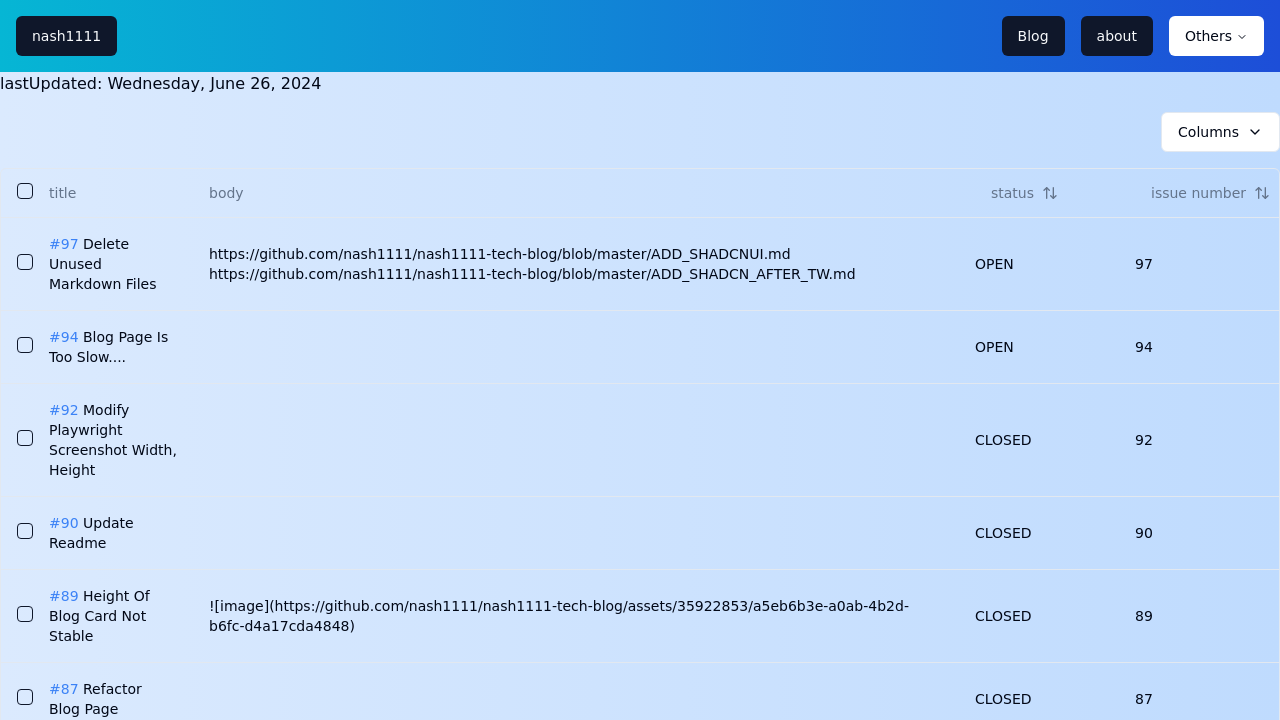 nash1111
Blog
about
Others
lastUpdated: Wednesday, June 26, 2024
Columns
title
body
status
issue number
#97 Delete
Unused
Markdown Files
https://github.com/nash1111/nash1111-tech-blog/blob/master/ADD_SHADCNUI.md
https://github.com/nash1111/nash1111-tech-blog/blob/master/ADD_SHADCN_AFTER_TW.md
OPEN
97
#94 Blog Page Is
Too Slow....
OPEN
94
#92 Modify
Playwright
Screenshot Width,
Height
CLOSED
92
#90 Update
Readme
CLOSED
90
#89 Height Of
Blog Card Not
Stable
![image](https://github.com/nash1111/nash1111-tech-blog/assets/35922853/a5eb6b3e-a0ab-4b2d-
b6fc-d4a17cda4848)
CLOSED
89
#87 Refactor
Blog Page
CLOSED
87